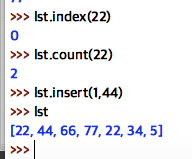 >>> lst.index(22)
0
>>> lst.count(22)
2
>>> lst.insert(1,44)
>>> lst
[22, 44, 66, 77, 22, 34, 5]
>>>